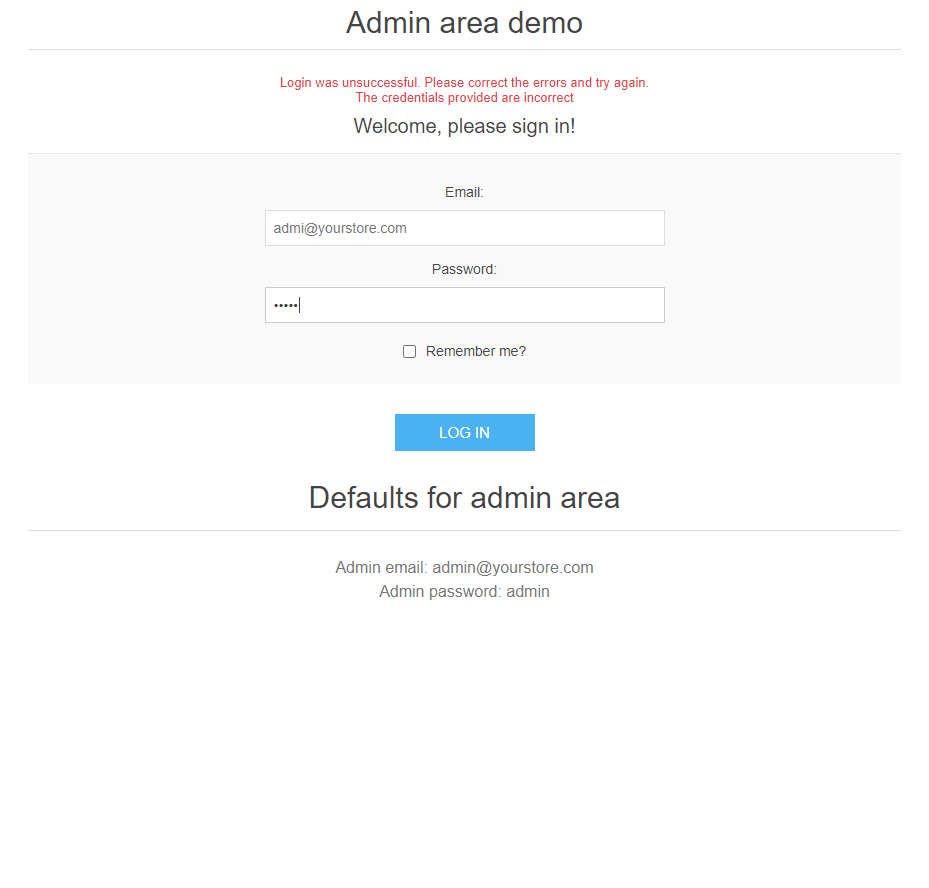 Admin area demo
Login was unsuccessful. Please correct the errors and try again.
The credentials provided are incorrect
Welcome, please sign in!
Email:
admi@yourstore.com
Password:
•••••
Remember me?
LOG IN
Defaults for admin area
Admin email: admin@yourstore.com
Admin password: admin